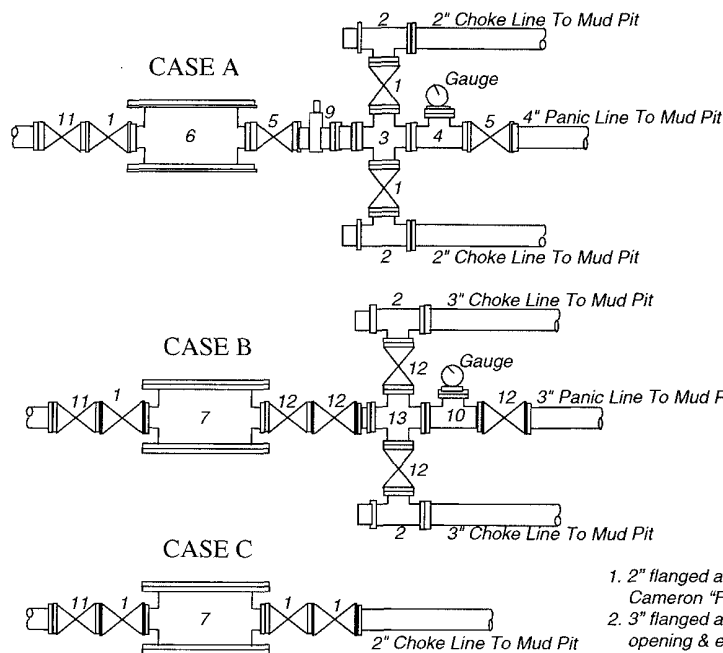 2
2" Choke Line To Mud Pit
CASE A
1
Gauge
11
1
6
5
9
3
4
5
4" Panic Line To Mud Pit
1
2
2" Choke Line To Mud Pit
2
3" Choke Line To Mud Pit
CASE B
12
Gauge
11
1
7
12
12
13
10
12
3" Panic Line To Mud
12
2
3" Choke Line To Mud Pit
CASE C
11
1
7
1
1
2" Choke Line To Mud Pit
1. 2" flanged
Cameron
2. 3" flanged
opening &